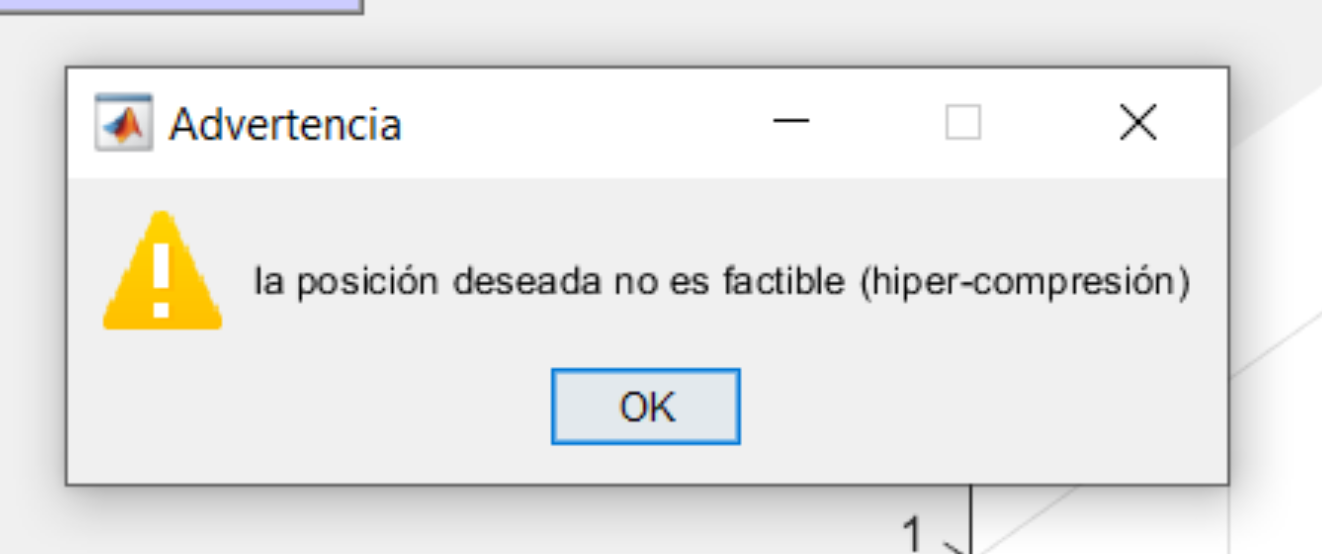 Advertencia
la posición deseada no es factible (hiper-compresión)
OK
1